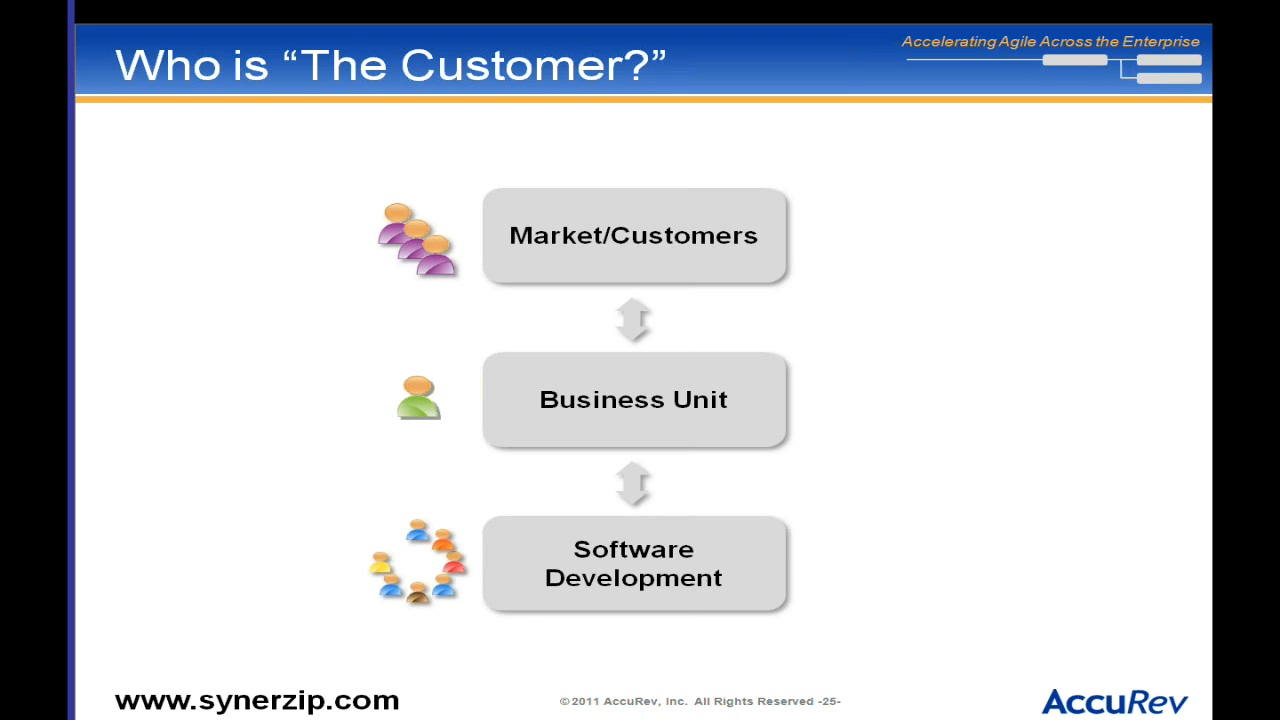 Who is “The Customer?”
Accelerating Agile Across the Enterprise
Market/Customers
Business Unit
Software
Development
www.synerzip.com
©2011 AccuRev, Inc. All Rights Reserved -25-
AccuRev